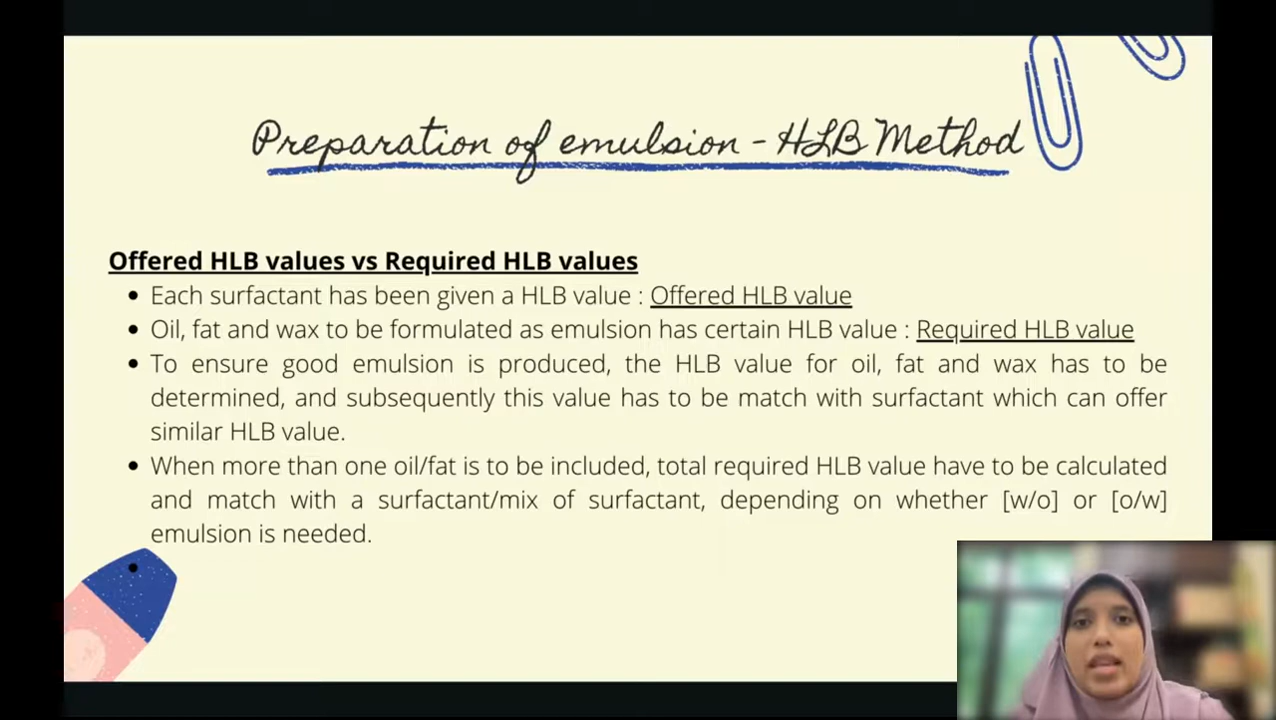 Preparation of emulsion - HLB Method
Offered HLB values vs Required HLB values
• Each surfactant has been given a HLB value : Offered HLB value
• Oil, fat and wax to be formulated as emulsion has certain HLB value : Required HLB value
• To ensure good emulsion is produced, the HLB value for oil, fat and wax has to be
determined, and subsequently this value has to be match with surfactant which can offer
similar HLB value.
• When more than one oil/fat is to be included, total required HLB value have to be calculated
and match with a surfactant/mix of surfactant, depending on whether [w/o] or [o/w]
emulsion is needed.